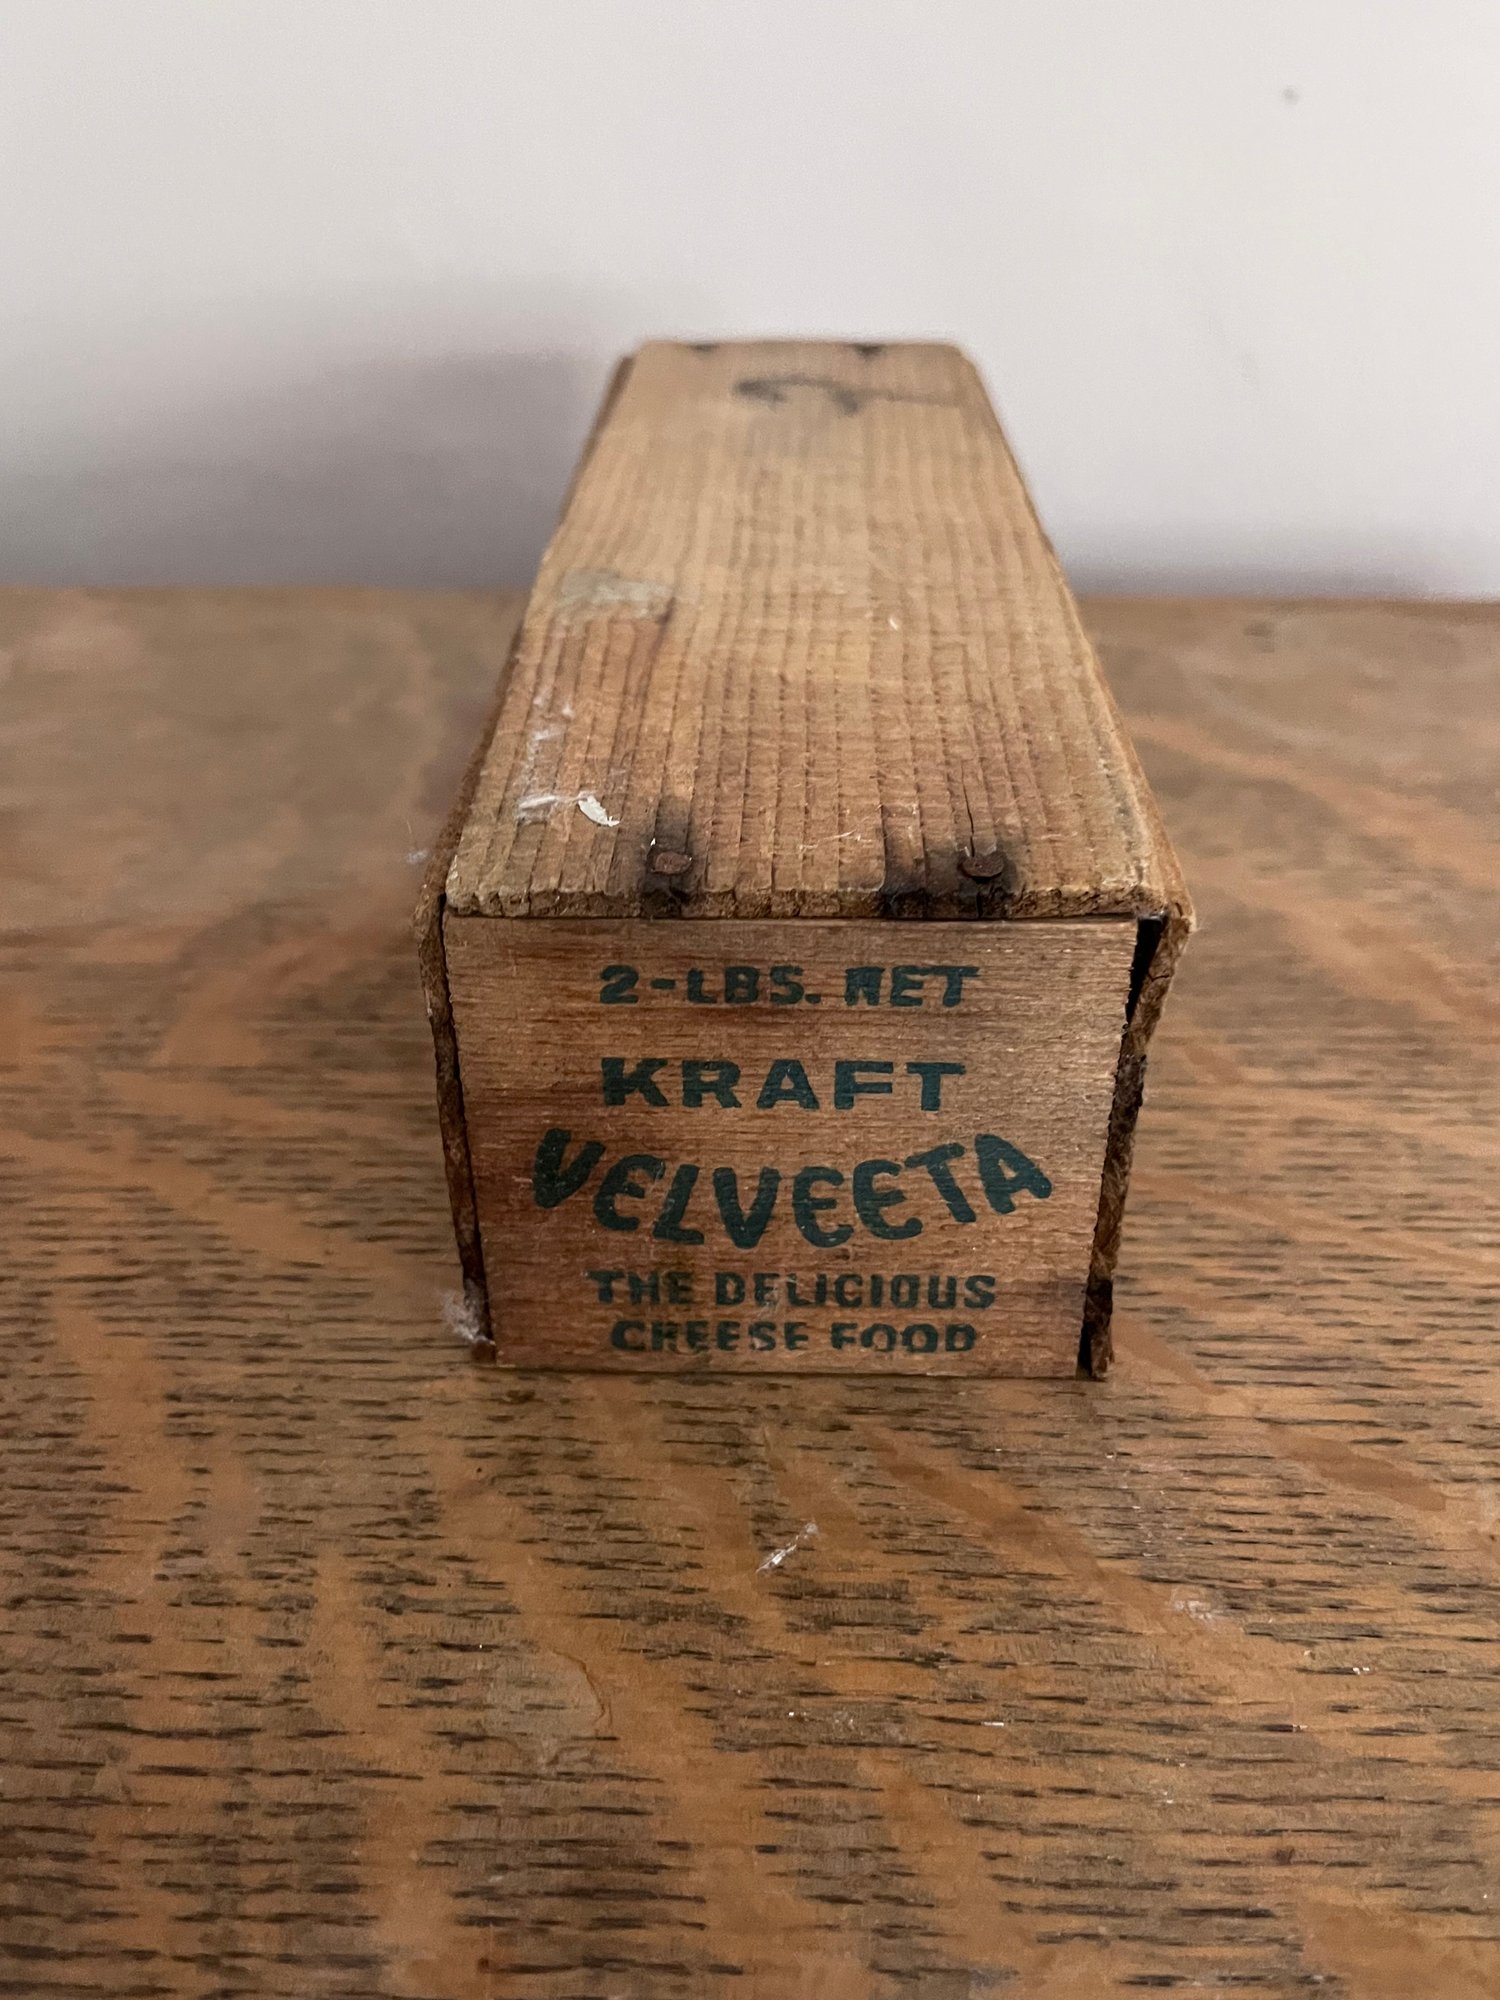 2-LBS. NET
KRAFT
VELVEETA
THE DELICIOUS
CHEESE FOOD